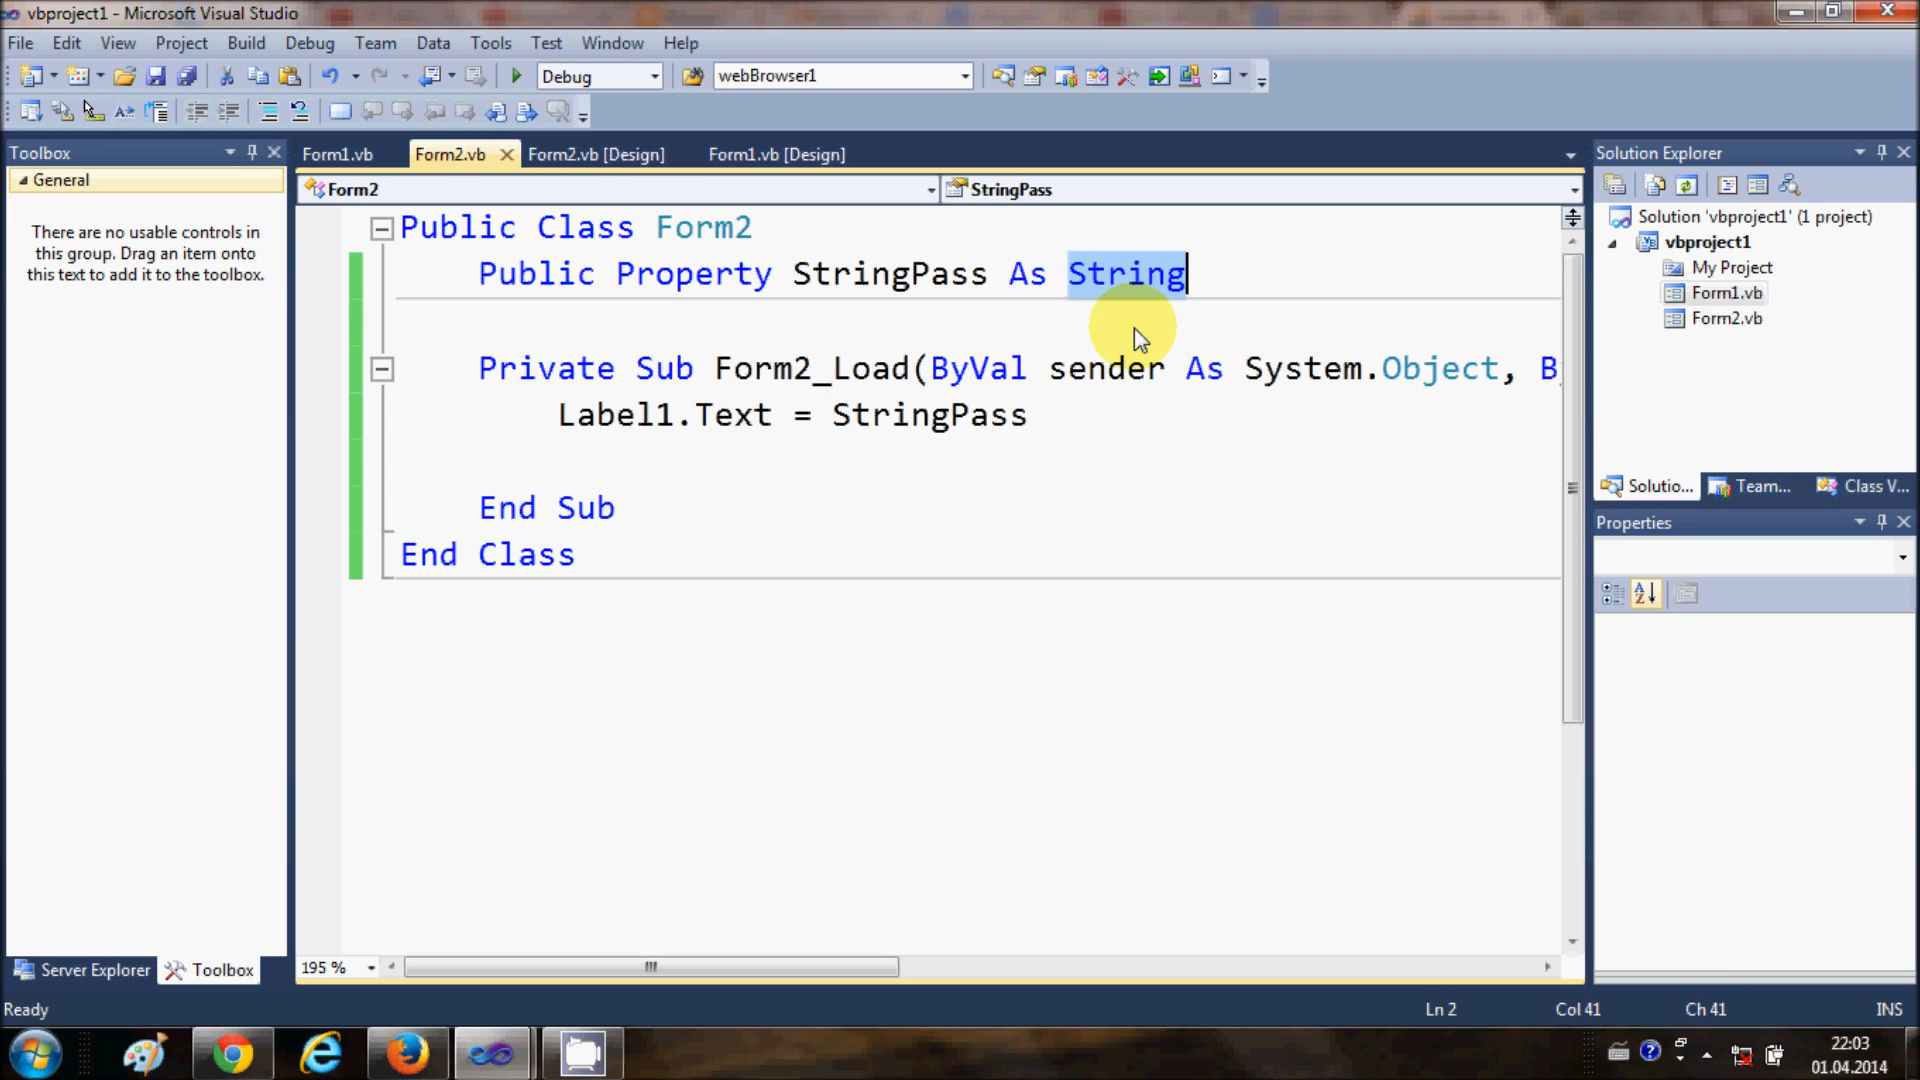 vbproject1 - Microsoft Visual Studio
File Edit View Project Build Debug Team Data Tools Test Window Help
Debug webBrowser1
Toolbox
General
There are no usable controls in
this group. Drag an item onto
this text to add it to the toolbox.
Server Explorer Toolbox
Form1.vb Form2.vb Form2.vb [Design] Form1.vb [Design]
Form2 StringPass
Public Class Form2
Public Property StringPass As String
Private Sub Form2_Load(ByVal sender As System.Object, B
Label1.Text = StringPass
End Sub
End Class
195 %
Solution Explorer
Solution 'vbproject1' (1 project)
vbproject1
My Project
Form1.vb
Form2.vb
Solutio... Team... Class V...
Properties
Ready Ln 2 Col 41 Ch 41 INS
22:03
01.04.2014